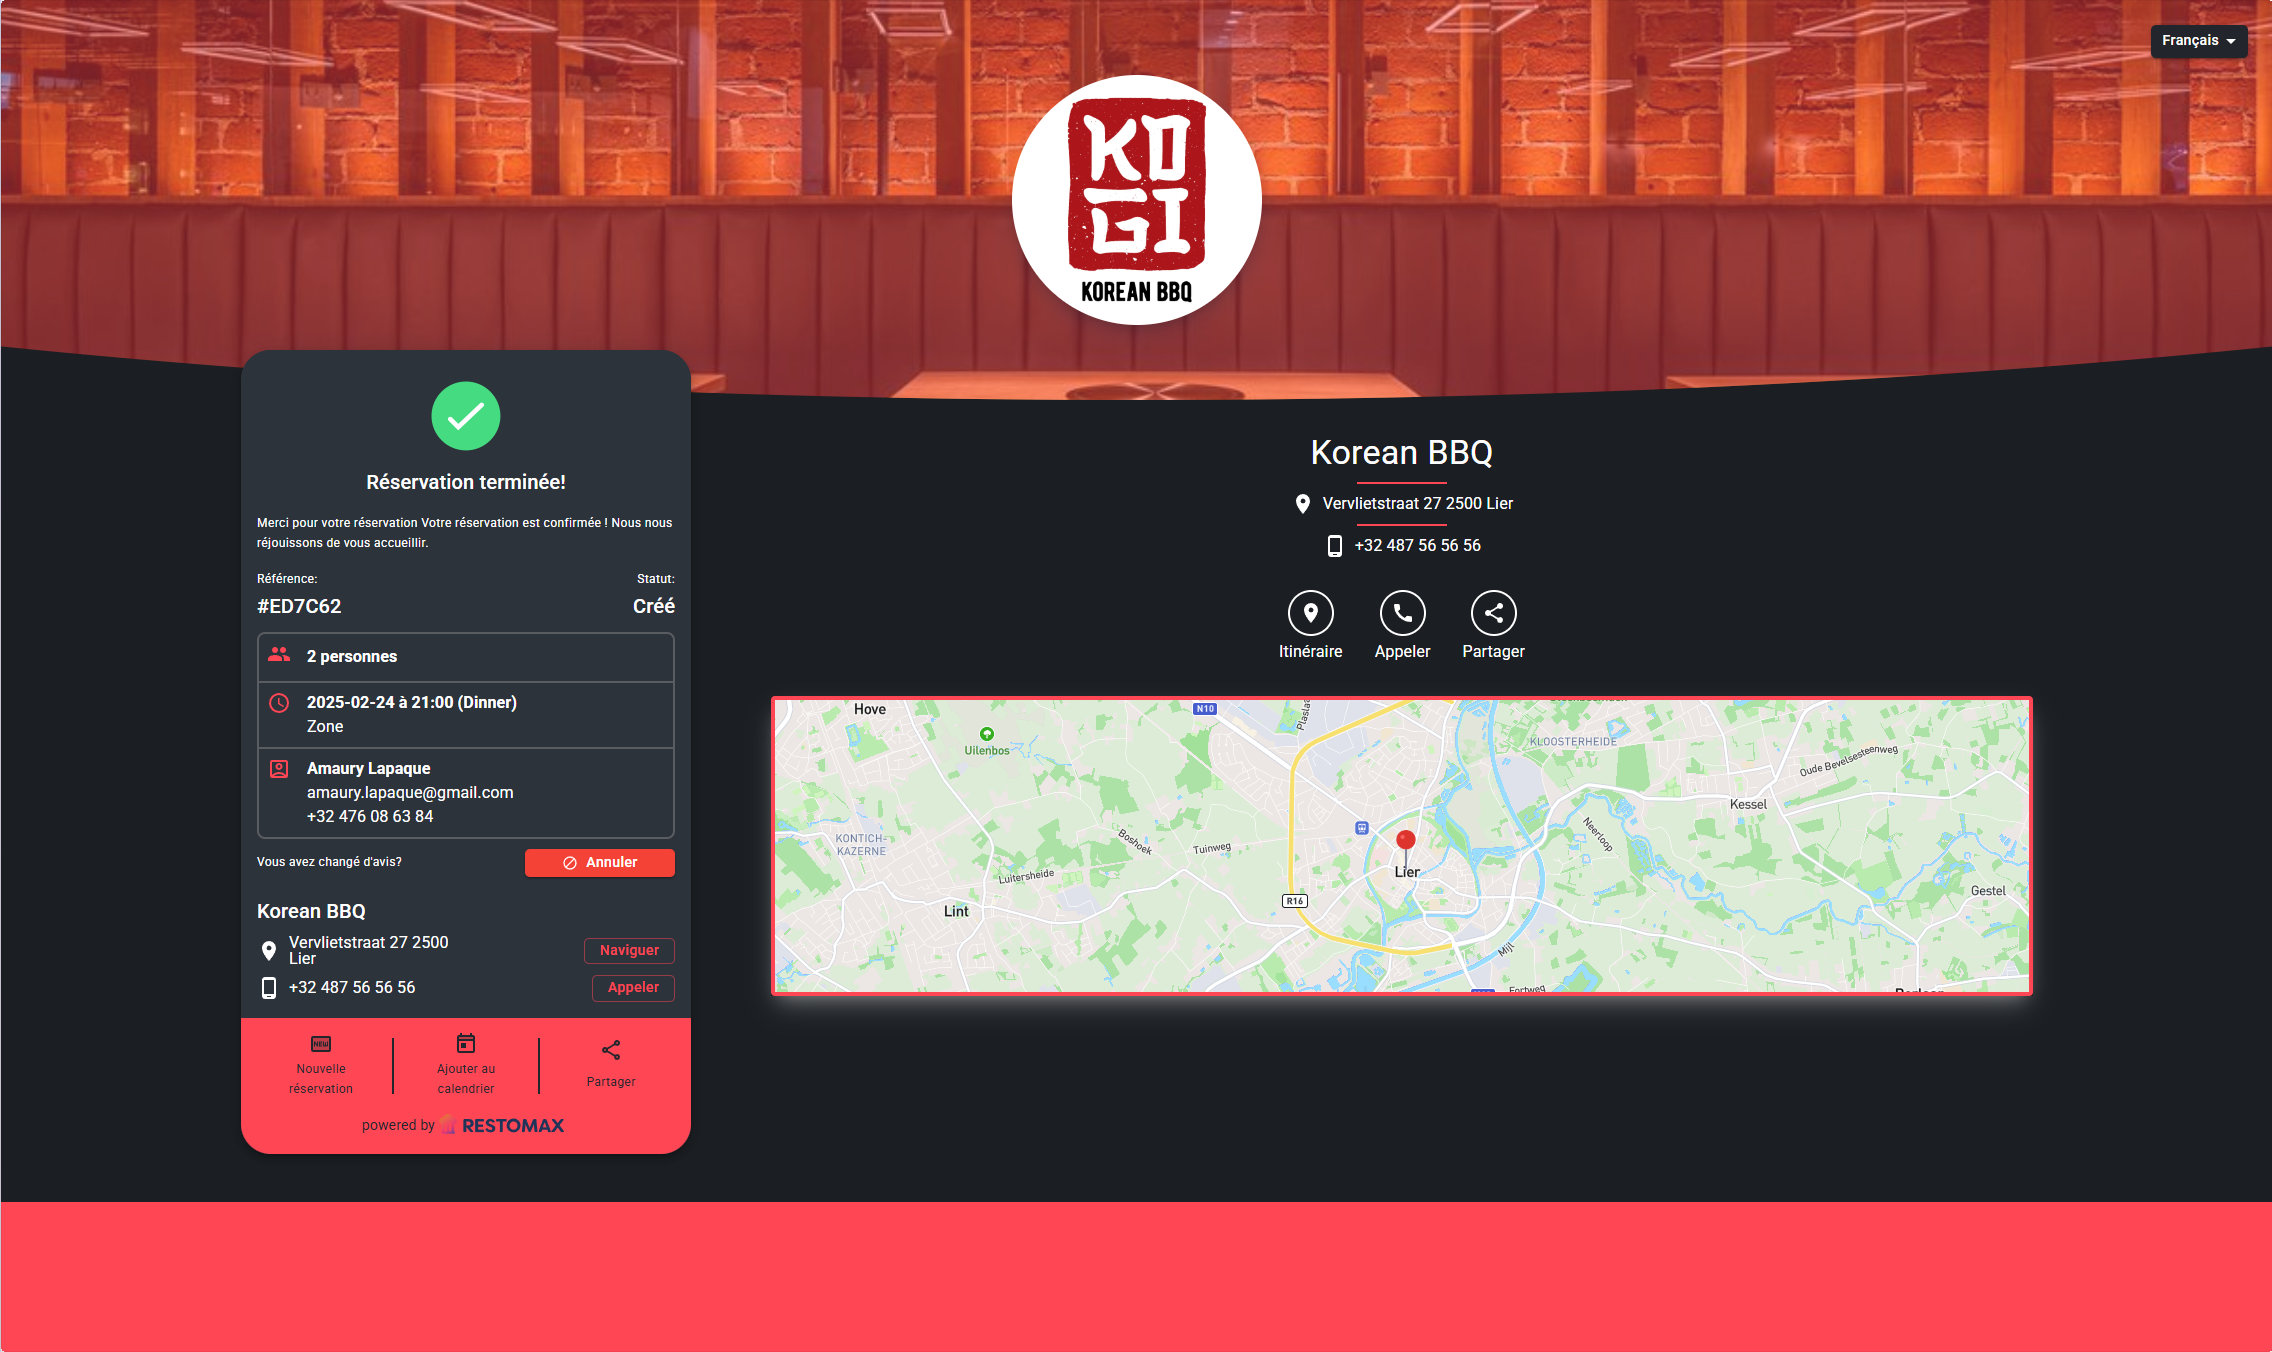 Français
KO
GI
KOREAN BBQ
Réservation terminée!
Merci pour votre réservation Votre réservation est confirmée ! Nous nous
réjouissons de vous accueillir.
Référence:
Statut:
#ED7C62
Créé
2 personnes
2025-02-24 à 21:00 (Dinner)
Zone
Amaury Lapaque
amaury.lapaque@gmail.com
+32 476 08 63 84
Vous avez changé d'avis?
Annuler
Korean BBQ
Vervlietstraat 27 2500
Lier
Naviguer
+32 487 56 56 56
Appeler
NEW
Nouvelle
réservation
Ajouter au
calendrier
Partager
powered by RESTOMAX
Korean BBQ
Vervlietstraat 27 2500 Lier
+32 487 56 56 56
Itinéraire
Appeler
Partager
Hove
N10
Uilenbos
KLOOSTERHEIDE
Oude Bevelsesteenweg
Kessel
KONTICH-
KAZERNE
Boshoek
Tuinweg
Neerloop
Luitersheide
Lier
Gestel
R16
Lint
Mijl
Fortweg